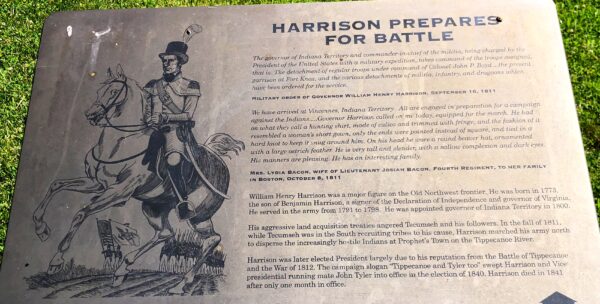 HARRISON PREPARES
FOR BATTLE
The governor of Indiana Territory and commander-in-chief of the militia, being charged by the
President of the United States with a military expedition, takes command of the troops destined,
that is: The detachment of regular troops under command of Colonel John P. Boyd...the present
garrison at Fort Knox, and the various detachments of militia, infantry, and dragoons which
have been ordered for the service.
MILITARY ORDER OF GOVERNOR WILLIAM HENRY HARRISON, SEPTEMBER 16, 1811
We have arrived at Vincennes, Indiana Territory. All are engaged in preparation for a campaign
against the Indians....Governor Harrison called on me today, equipped for the march. He had
on what they call a hunting shirt, made of calico and trimmed with fringe, and the fashion of it
resembled a woman's short gown, only the ends were pointed instead of square, and tied in a
hard knot to keep it snug around him. On his head he wore a round beaver hat, ornamented
with a large ostrich feather. He is very tall and slender, with a sallow complexion and dark eyes.
His manners are pleasing. He has an interesting family.
MRS. LYDIA BACON, WIFE OF LIEUTENANT JOSIAH BACON, FOURTH REGIMENT, TO HER FAMILY
IN BOSTON, OCTOBER 8, 1811
William Henry Harrison was a major figure on the Old Northwest frontier. He was born in 1773,
the son of Benjamin Harrison, a signer of the Declaration of Independence and governor of Virginia.
He served in the army from 1791 to 1798. He was appointed governor of Indiana Territory in 1800.
His aggressive land acquisition treaties angered Tecumseh and his followers. In the fall of 1811,
while Tecumseh was in the South recruiting tribes to his cause, Harrison marched his army north
to disperse the increasingly hostile Indians at Prophet's Town on the Tippecanoe River.
Harrison was later elected President largely due to his reputation from the Battle of Tippecanoe
and the War of 1812. The campaign slogan "Tippecanoe and Tyler too" swept Harrison and Vice
presidential running mate John Tyler into office in the election of 1840. Harrison died in 1841
after only one month in office.